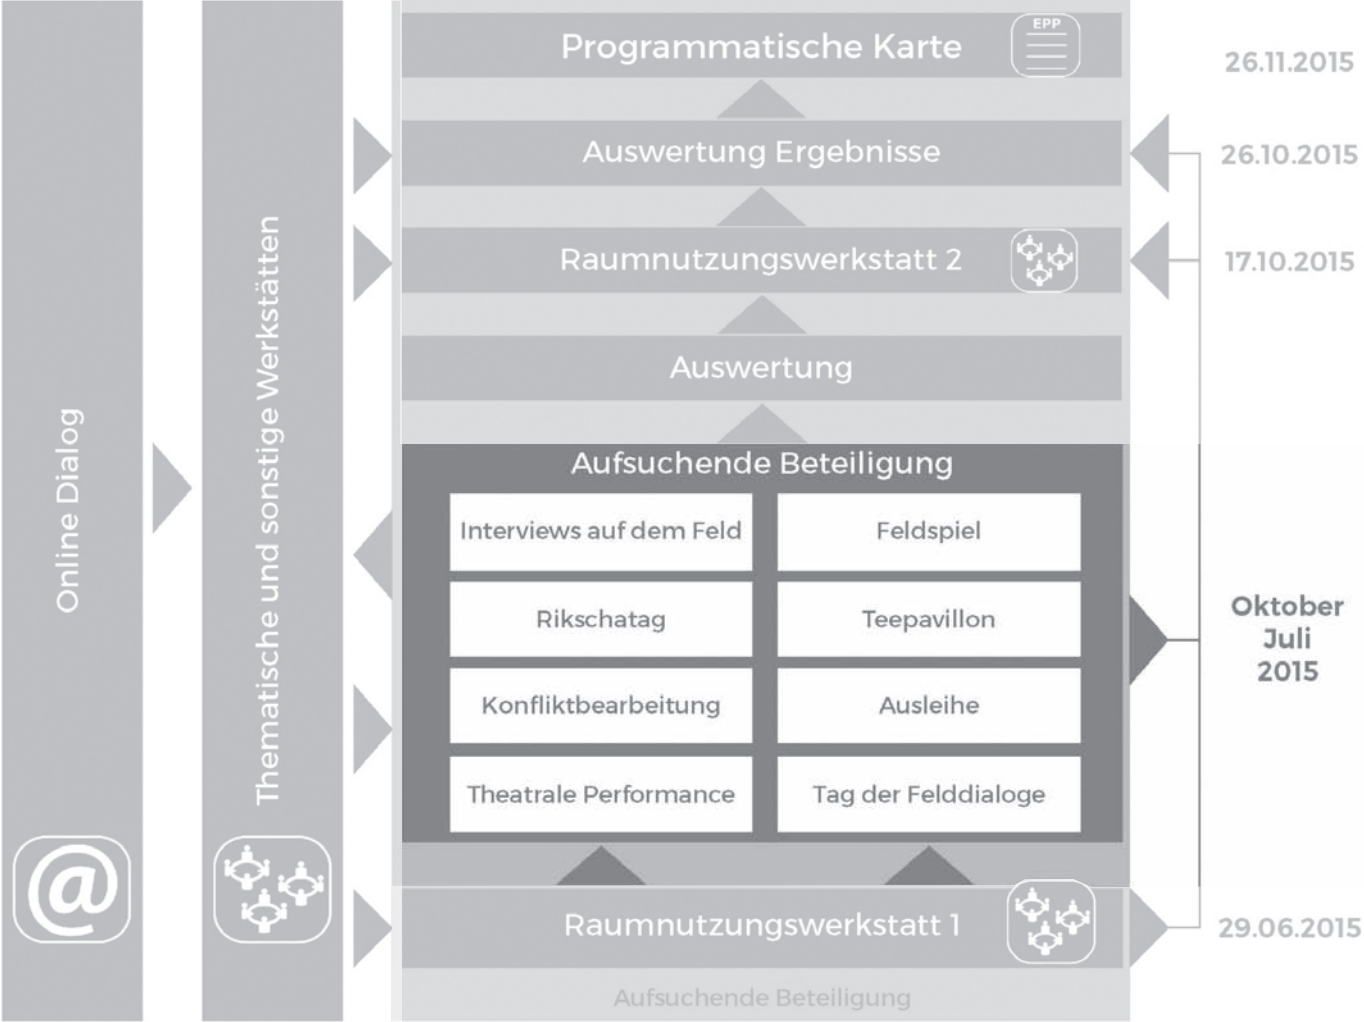 Online Dialog
@
Thematische und sonstige Werkstätten
Programmatische Karte
EPP
26.11.2015
Auswertung Ergebnisse
26.10.2015
Raumnutzungswerkstatt 2
17.10.2015
Auswertung
Aufsuchende Beteiligung
Interviews auf dem Feld
Feldspiel
Rikschatag
Teepavillon
Konfliktbearbeitung
Ausleihe
Theatrale Performance
Tag der Felddialoge
Oktober
Juli
2015
Raumnutzungswerkstatt 1
29.06.2015
Aufsuchende Beteiligung